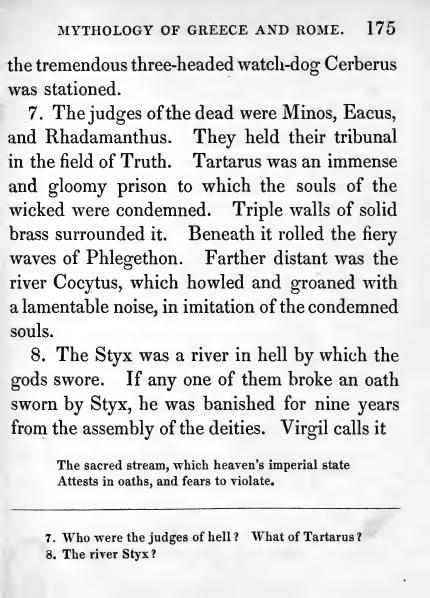 MYTHOLOGY OF GREECE AND ROME. 175
the tremendous three-headed watch-dog Cerberus
was stationed.
7. The judges of the dead were Minos, Eacus,
and Rhadamanthus. They held their tribunal
in the field of Truth. Tartarus was an immense
and gloomy prison to which the souls of the
wicked were condemned. Triple walls of solid
brass surrounded it. Beneath it rolled the fiery
waves of Phlegethon. Farther distant was the
river Cocytus, which howled and groaned with
a lamentable noise, in imitation of the condemned
souls.
8. The Styx was a river in hell by which the
gods swore. If any one of them broke an oath
sworn by Styx, he was banished for nine years
from the assembly of the deities. Virgil calls it
The sacred stream, which heaven's imperial state
Attests in oaths, and fears to violate.
7. Who were the judges of hell? What of Tartarus?
8. The river Styx?